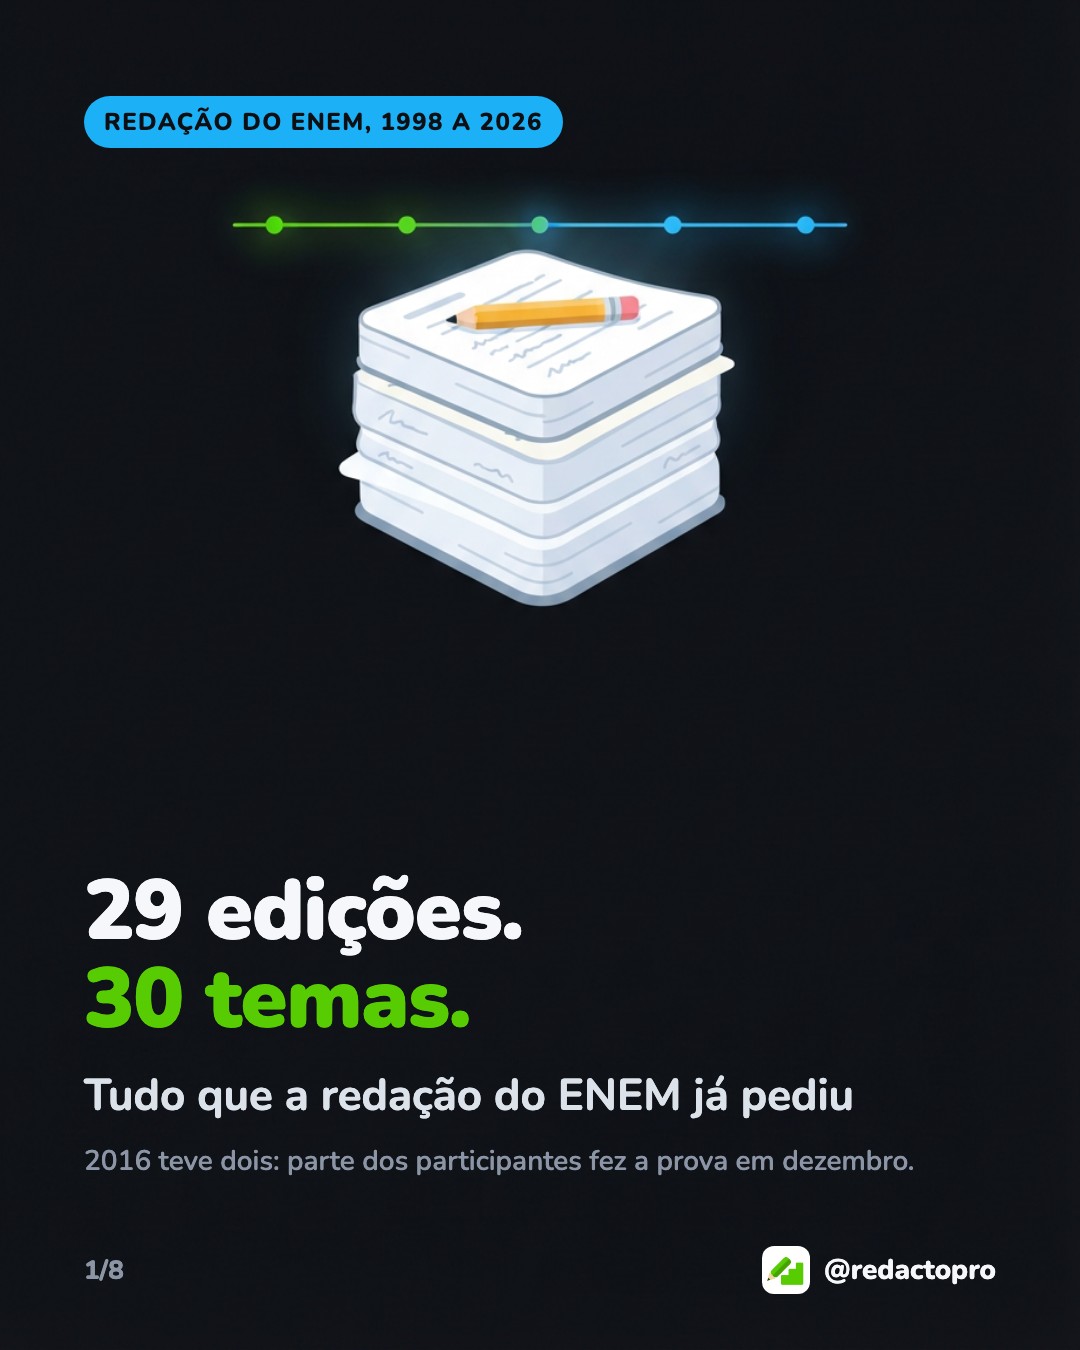 REDAÇÃO DO ENEM, 1998 A 2026
29 edições.
30 temas.
Tudo que a redação do ENEM já pediu
2016 teve dois: parte dos participantes fez a prova em dezembro.
1/8
@redactopro